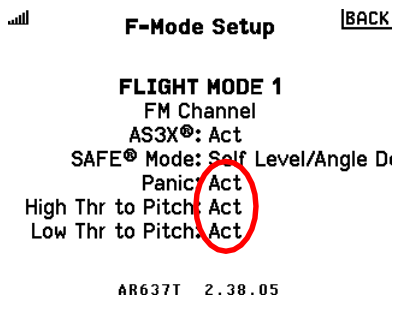 F-Mode Setup
BACK
FLIGHT MODE 1
FM Channel
AS3X®: Act
SAFE® Mode: Self Level/Angle De
Panic: Act
High Thr to Pitch: Act
Low Thr to Pitch: Act
AR637T 2.38.05